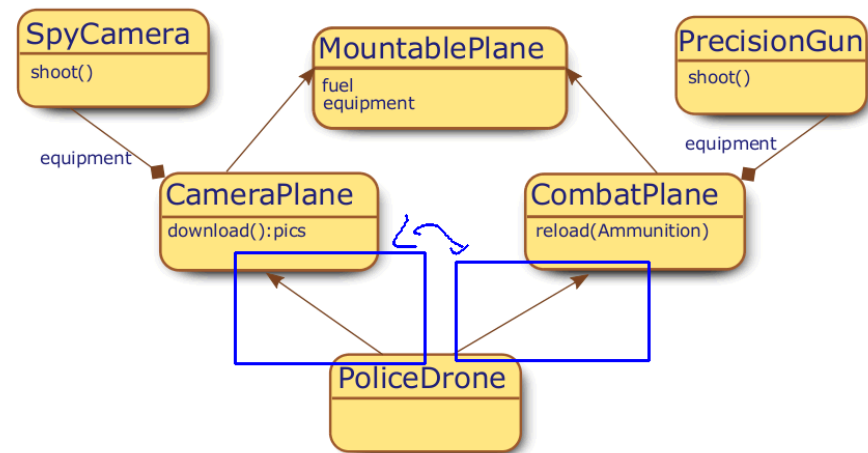 SpyCamera
shoot()
MountablePlane
fuel
equipment
PrecisionGun
shoot()
equipment
equipment
CameraPlane
download():pics
CombatPlane
reload(Ammunition)
PoliceDrone